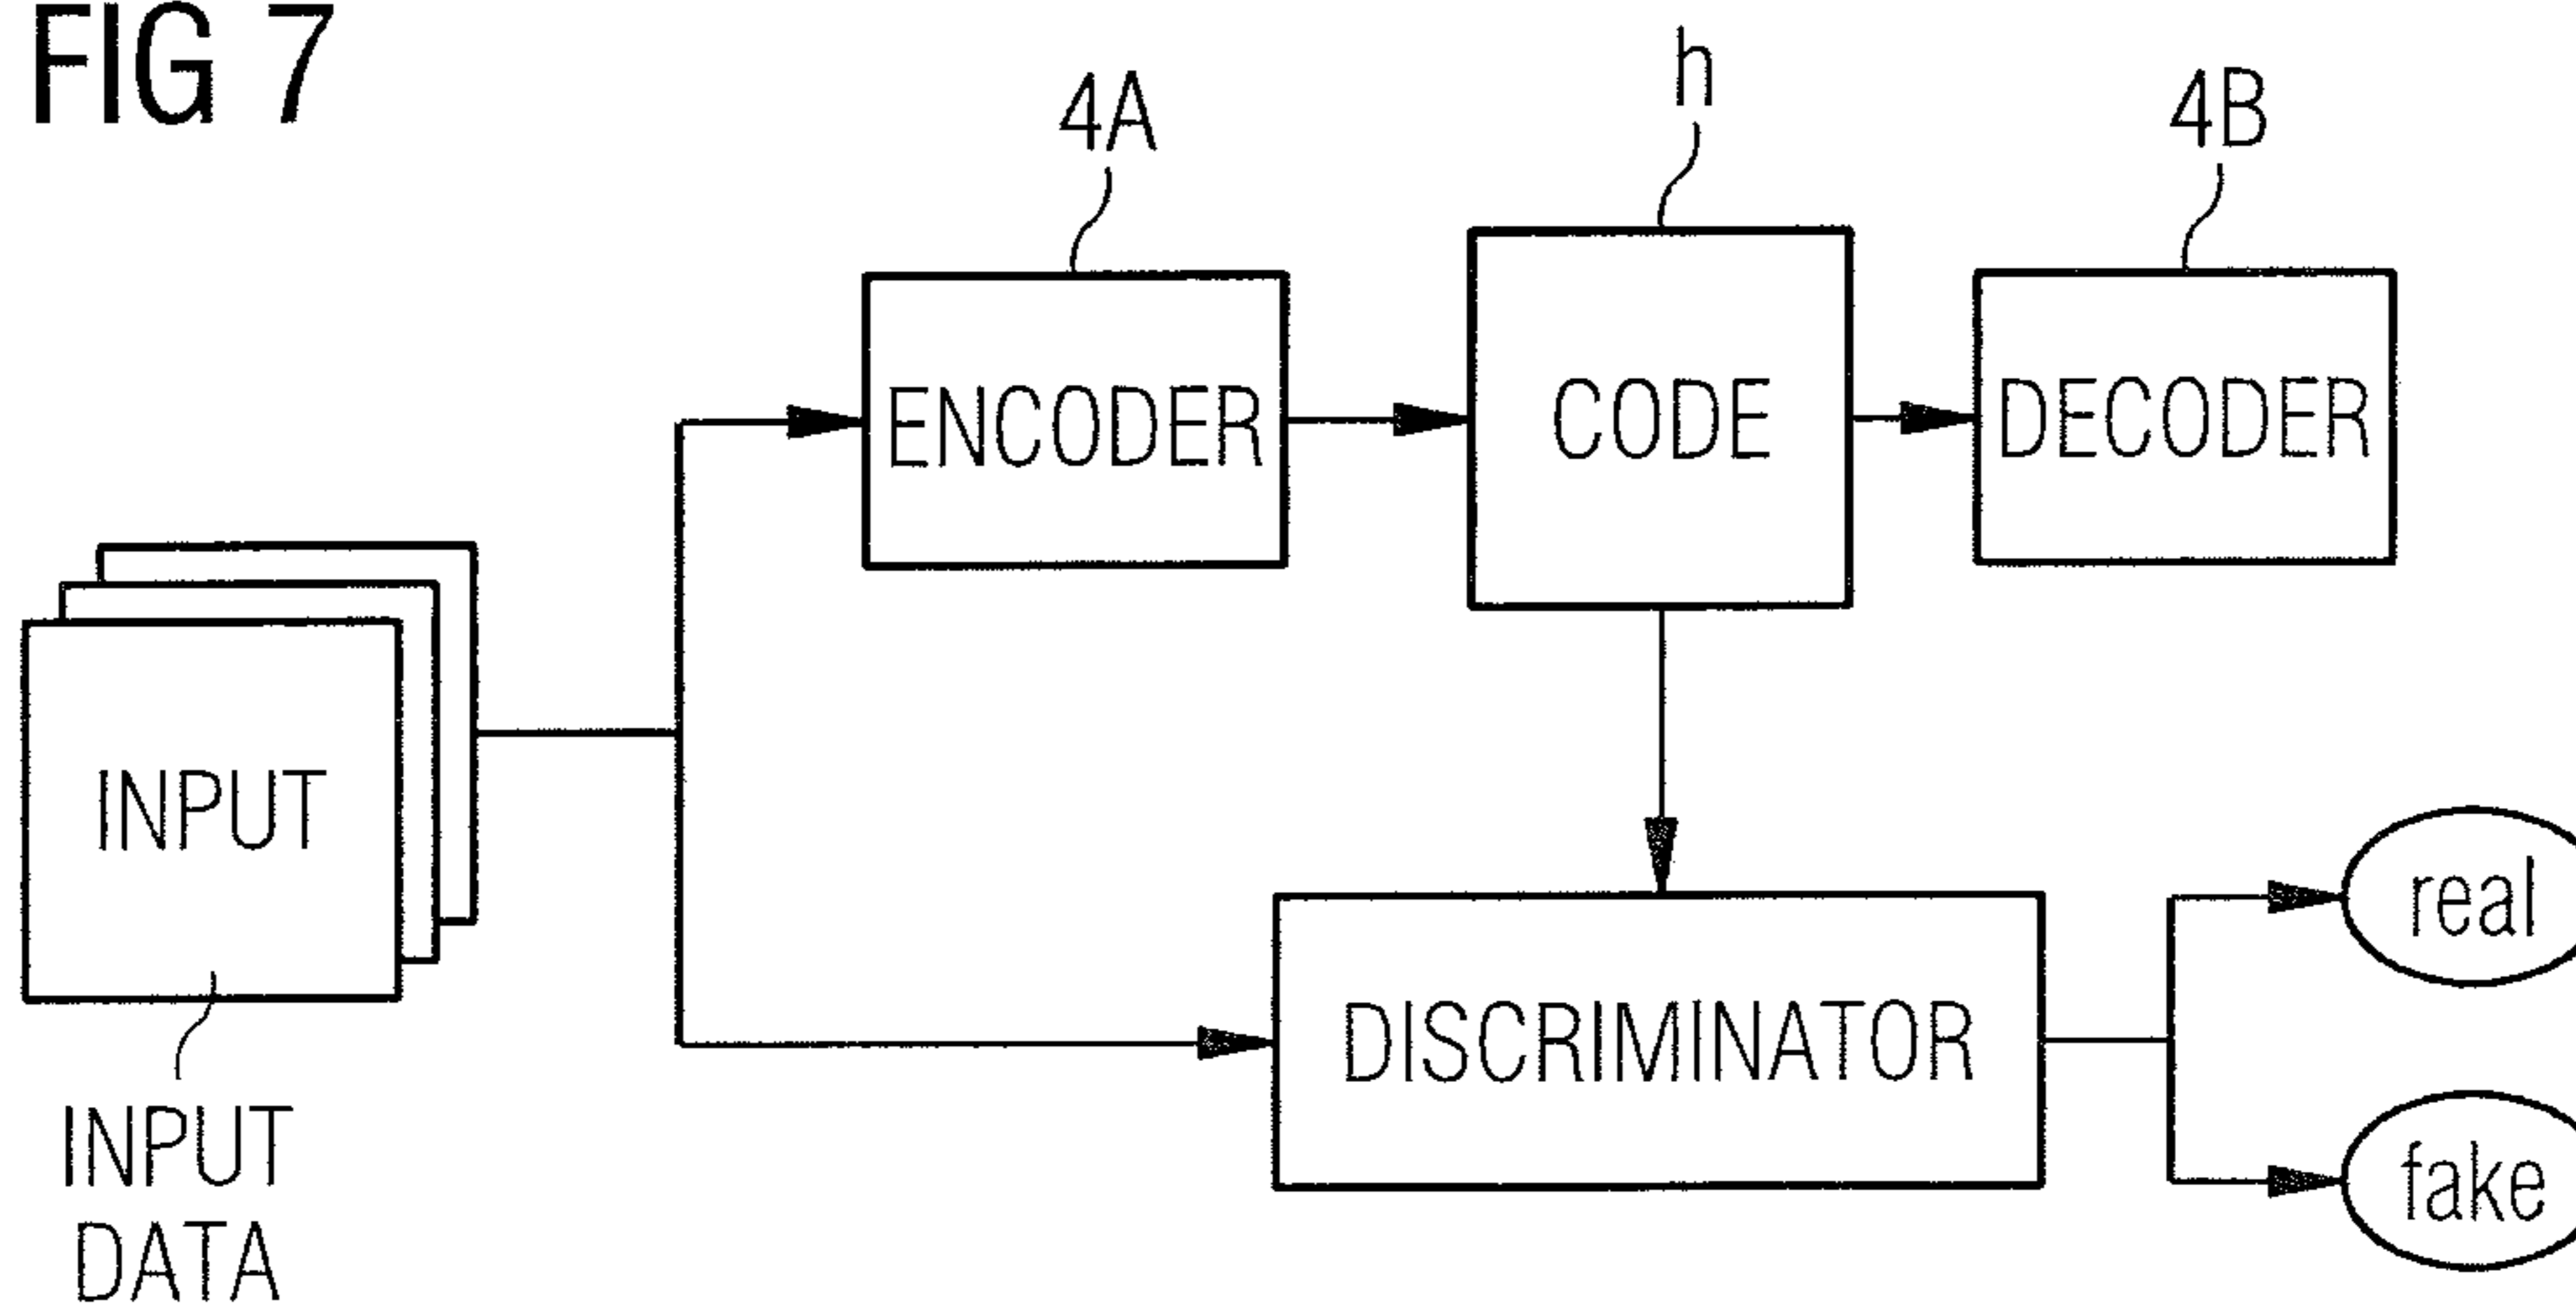 FIG 7
4A
h
4B
ENCODER
CODE
DECODER
INPUT
real
DISCRIMINATOR
fake
INPUT
DATA